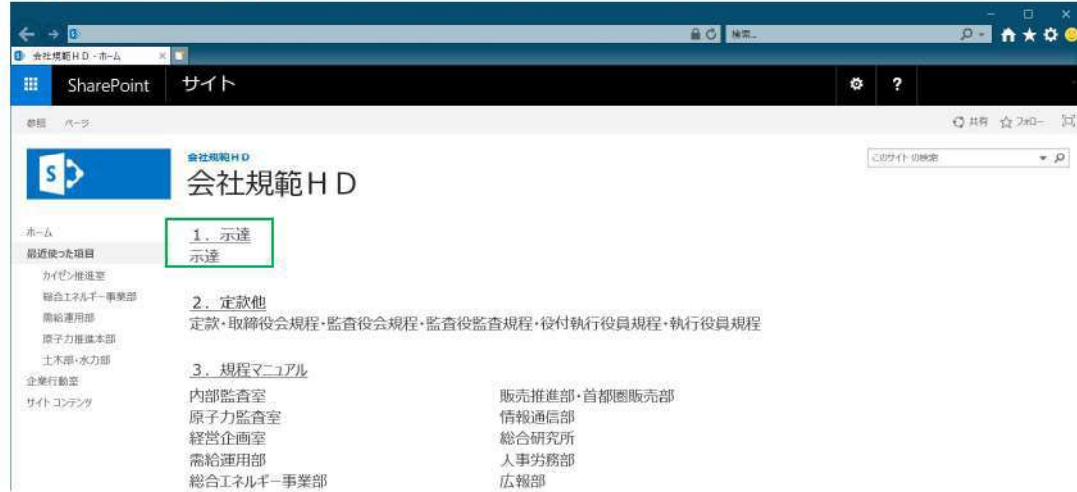 検索...
会社規範ＨＤ - ホーム
SharePoint サイト
?
参照 ページ
共有 フォロー
S
会社規範ＨＤ
会社規範ＨＤ
このサイト の検索
ホーム
最近使った項目
カイゼン推進室
総合エネルギー事業部
需給運用部
原子力推進本部
土木部・水力部
企業行動室
サイト コンテンツ
１．示達
示達
２．定款他
定款・取締役会規程・監査役会規程・監査役監査規程・役付執行役員規程・執行役員規程
３．規程マニュアル
内部監査室 販売推進部・首都圏販売部
原子力監査室 情報通信部
経営企画室 総合研究所
需給運用部 人事労務部
総合エネルギー事業部 広報部